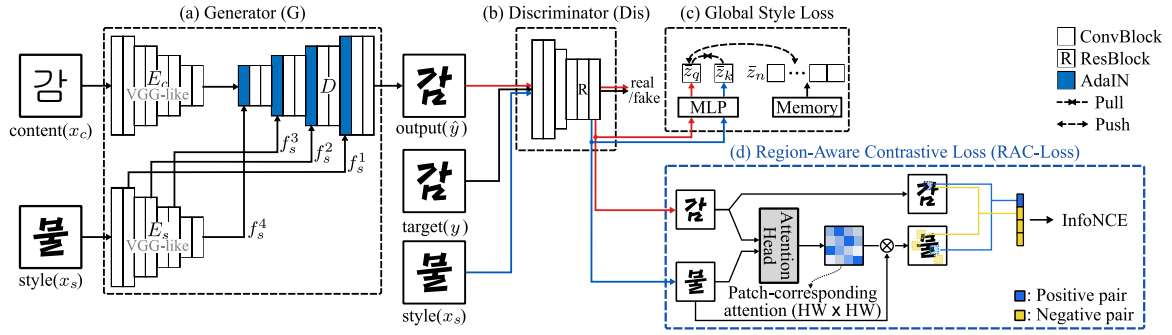 (a) Generator (G)
(b) Discriminator (Dis)
(c) Global Style Loss
ConvBlock
R
ResBlock
AdaIN
Pull
Push
감
content(x_c)
E_c
VGG-like
D
f_s^3
f_s^2
f_s^1
f_s^4
불
style(x_s)
E_s
VGG-like
감
output(ŷ)
감
target(y)
불
style(x_s)
R
real
/fake
z̄_q
z̄_k
z̄_n
...
MLP
Memory
(d) Region-Aware Contrastive Loss (RAC-Loss)
감
불
Attention
Head
감
불
InfoNCE
Patch-corresponding
attention (HW x HW)
: Positive pair
: Negative pair